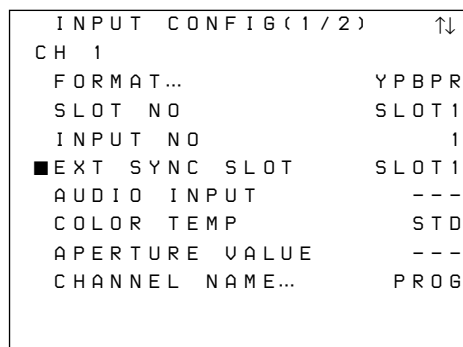 INPUT CONFIG(1/2) ↑↓
CH 1
FORMAT… YPBPR
SLOT NO SLOT1
INPUT NO 1
■EXT SYNC SLOT SLOT1
AUDIO INPUT ---
COLOR TEMP STD
APERTURE VALUE ---
CHANNEL NAME… PROG